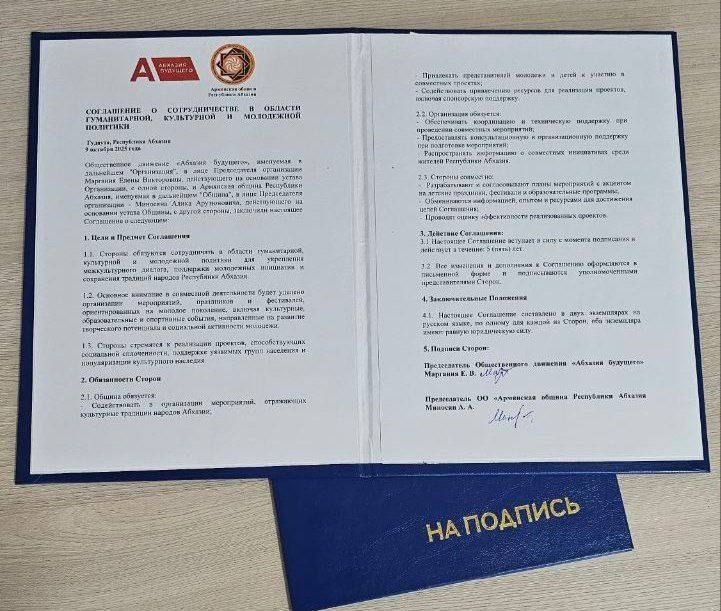 АБХАЗИЯ
БУДУЩЕГО
Армянская община
Республики Абхазия
СОГЛАШЕНИЕ О СОТРУДНИЧЕСТВЕ В ОБЛАСТИ
ГУМАНИТАРНОЙ, КУЛЬТУРНОЙ И МОЛОДЕЖНОЙ
ПОЛИТИКИ
Гудаута, Республика Абхазия
9 октября 2025 года
Общественное движение «Абхазия будущего», именуемая в
дальнейшем "Организация", в лице Председателя организации
Маргания Елены Викторовны, действующего на основании устава
Организации, с одной стороны, и Армянская община Республики
Абхазия, именуемая в дальнейшем "Община", в лице Председателя
организации - Миносяна Адика Арутюновича, действующего на
основании устава Общины, с другой стороны, заключили настоящее
Соглашение о следующем:
1. Цели и Предмет Соглашения
1.1. Стороны обязуются сотрудничать в области гуманитарной,
культурной и молодежной политики для укрепления
межкультурного диалога, поддержки молодежных инициатив и
сохранения традиций народов Республики Абхазия.
1.2. Основное внимание в совместной деятельности будет уделено
организации мероприятий, праздников и фестивалей,
ориентированных на молодое поколение, включая культурные,
образовательные и спортивные события, направленные на развитие
творческого потенциала и социальной активности молодежи.
1.3. Стороны стремятся к реализации проектов, способствующих
социальной сплоченности, поддержке уязвимых групп населения и
популяризации культурного наследия.
2. Обязанности Сторон
2.1. Община обязуется:
Содействовать в организации мероприятий, отражающих
культурные традиции народов Абхазии;
- Привлекать представителей молодежи и детей к участию в
совместных проектах;
- Содействовать привлечению ресурсов для реализации проектов,
включая спонсорскую поддержку.
2.2. Организация обязуется:
- Обеспечивать координацию и техническую поддержку при
проведении совместных мероприятий;
- Предоставлять консультационную и организационную поддержку
при подготовке мероприятий;
- Распространять информацию о совместных инициативах среди
жителей Республики Абхазия.
2.3. Стороны совместно:
- Разрабатывают и согласовывают планы мероприятий с акцентом
на детские праздники, фестивали и образовательные программы.
- Обмениваются информацией, опытом и ресурсами для достижения
целей Соглашения;
- Проводят оценку эффективности реализованных проектов.
3. Действие Соглашения:
3.1 Настоящее Соглашение вступает в силу с момента подписания и
действует в течение 5 (пять) лет.
3.2. Все изменения и дополнения к Соглашению оформляются в
письменной форме и подписываются уполномоченными
представителями Сторон.
4. Заключительные Положения
4.1. Настоящее Соглашение составлено в двух экземплярах на
русском языке, по одному для каждой из Сторон, оба экземпляра
имеют равную юридическую силу.
5. Подписи Сторон:
Председатель Общественного движения «Абхазия будущего»
Маргания Е. В.
Председатель ОО «Армянская община Республики Абхазия
Миносян А. А.
НА ПОДПИСЬ